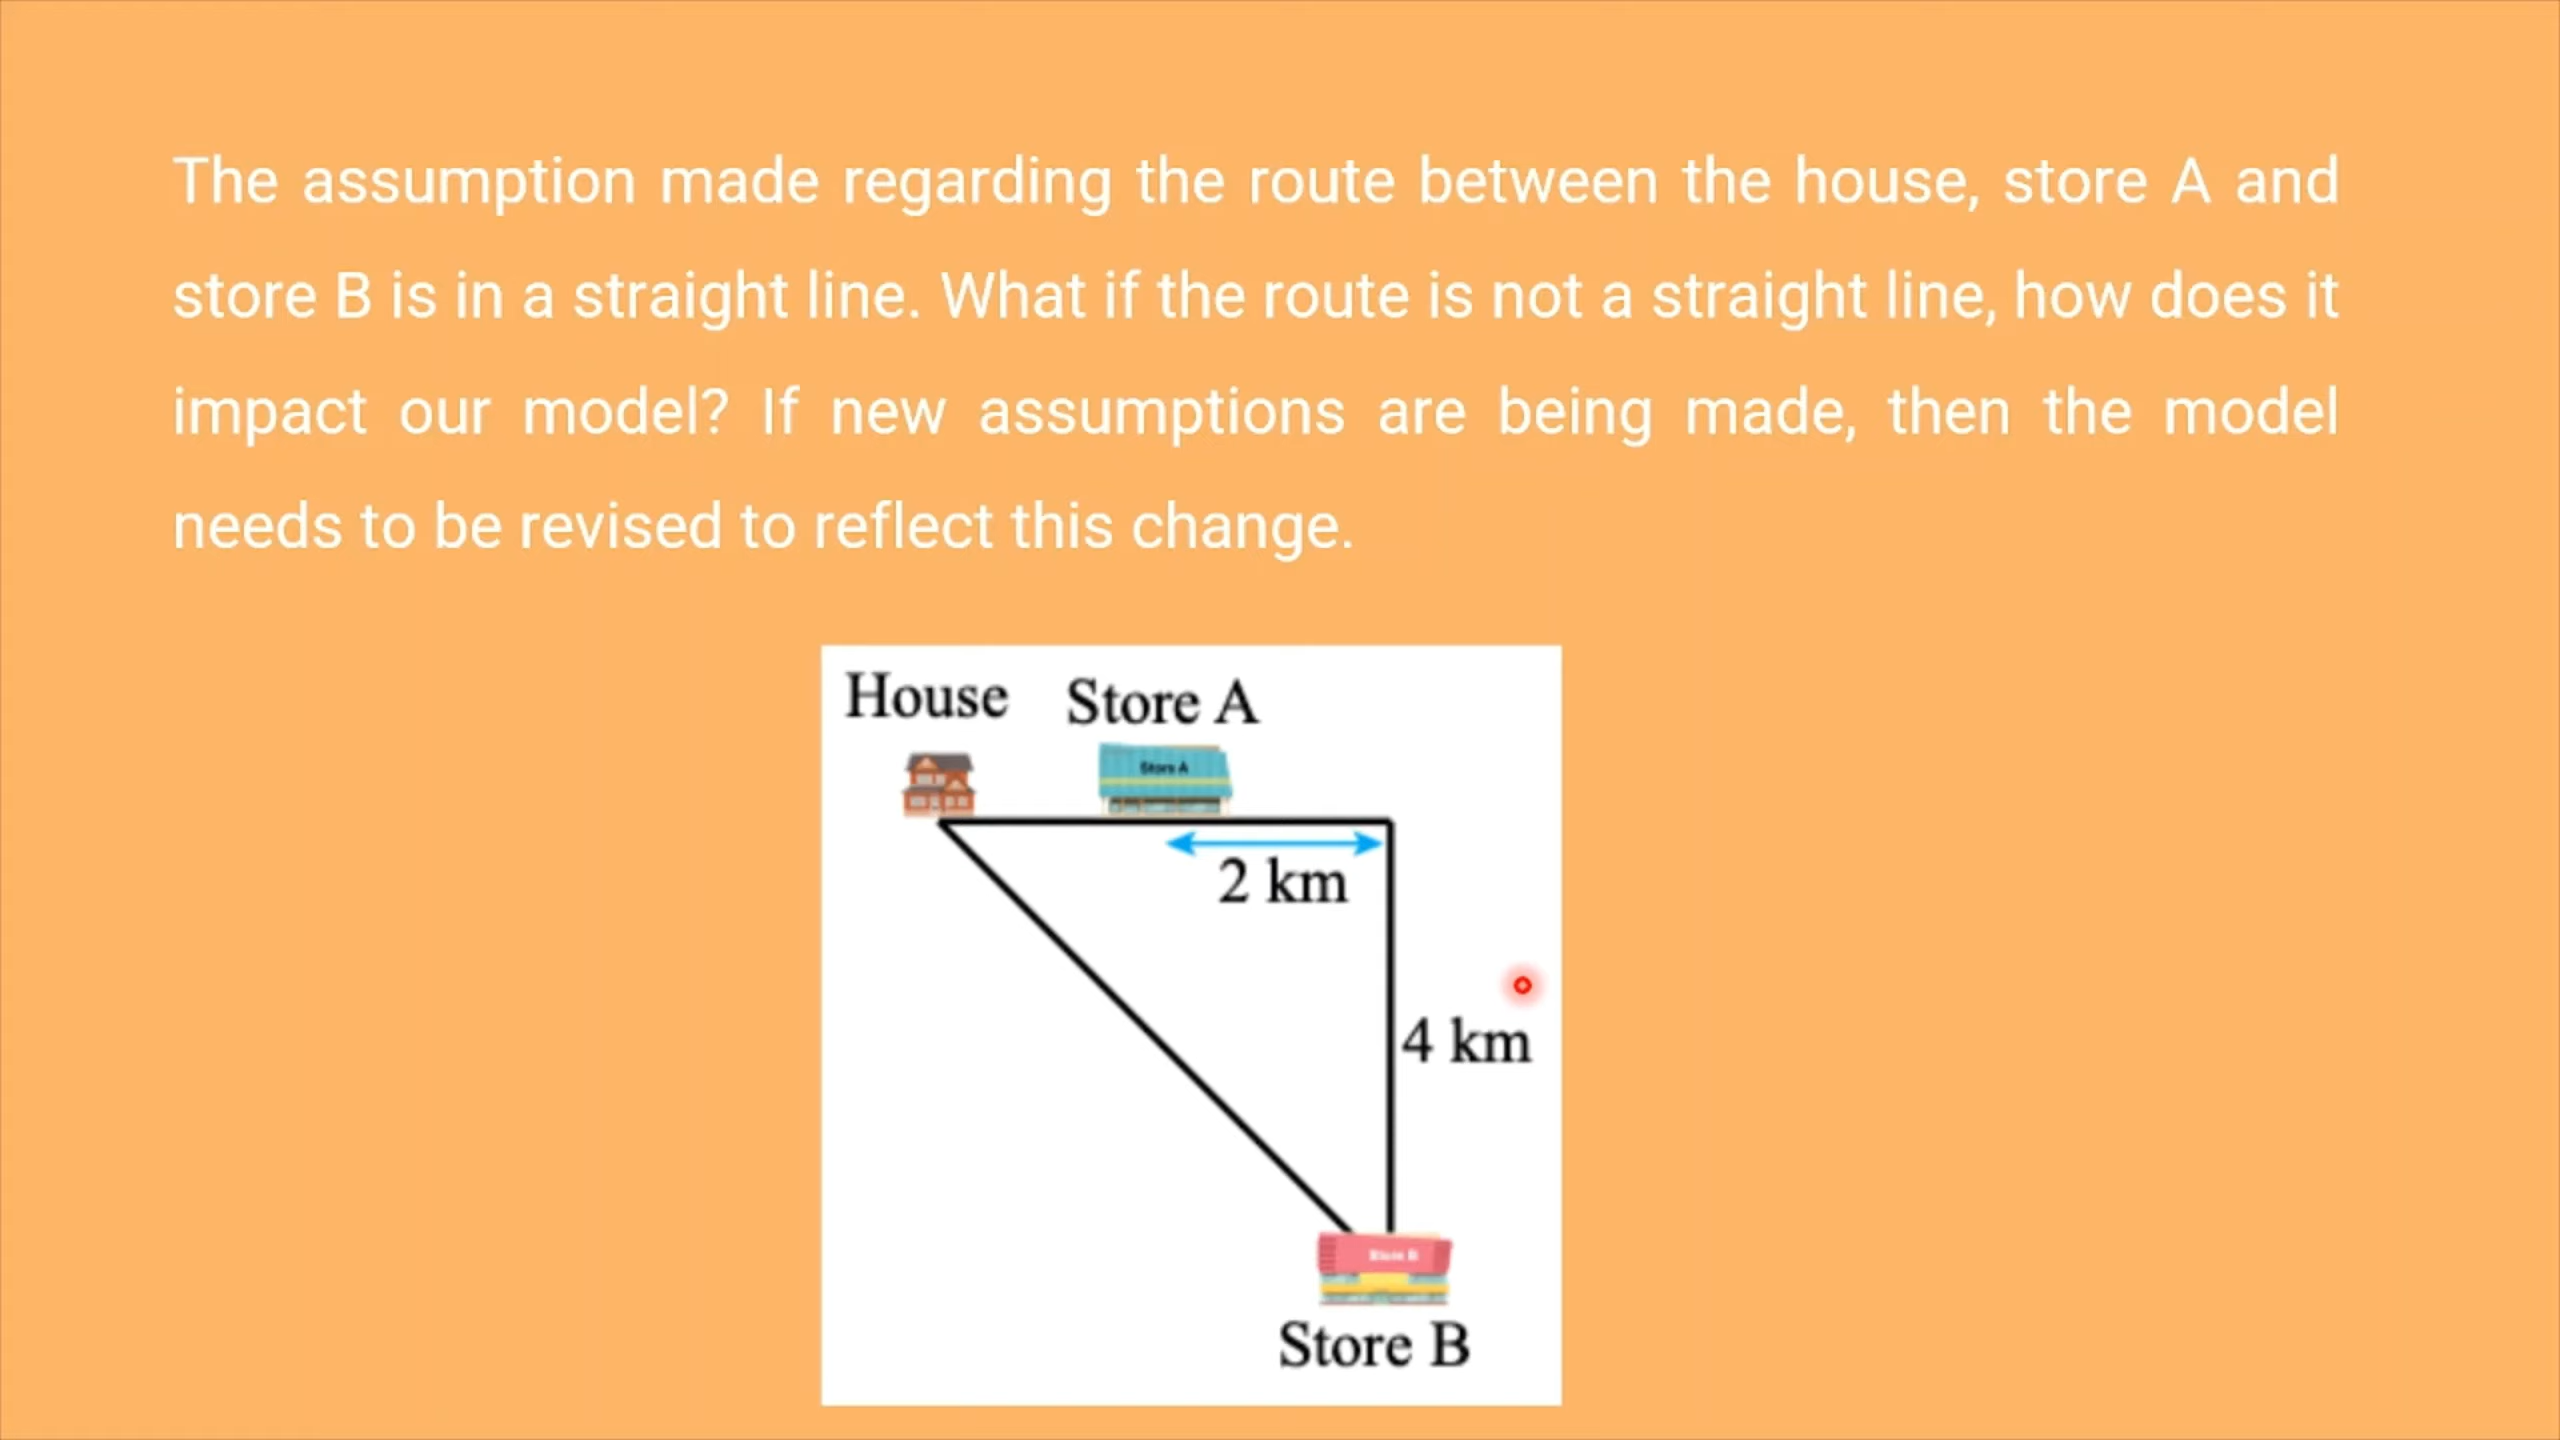 The assumption made regarding the route between the house, store A and
store B is in a straight line. What if the route is not a straight line, how does it
impact our model? If new assumptions are being made, then the model
needs to be revised to reflect this change.
House Store A
Store A
2 km
4 km
Store B
Store B